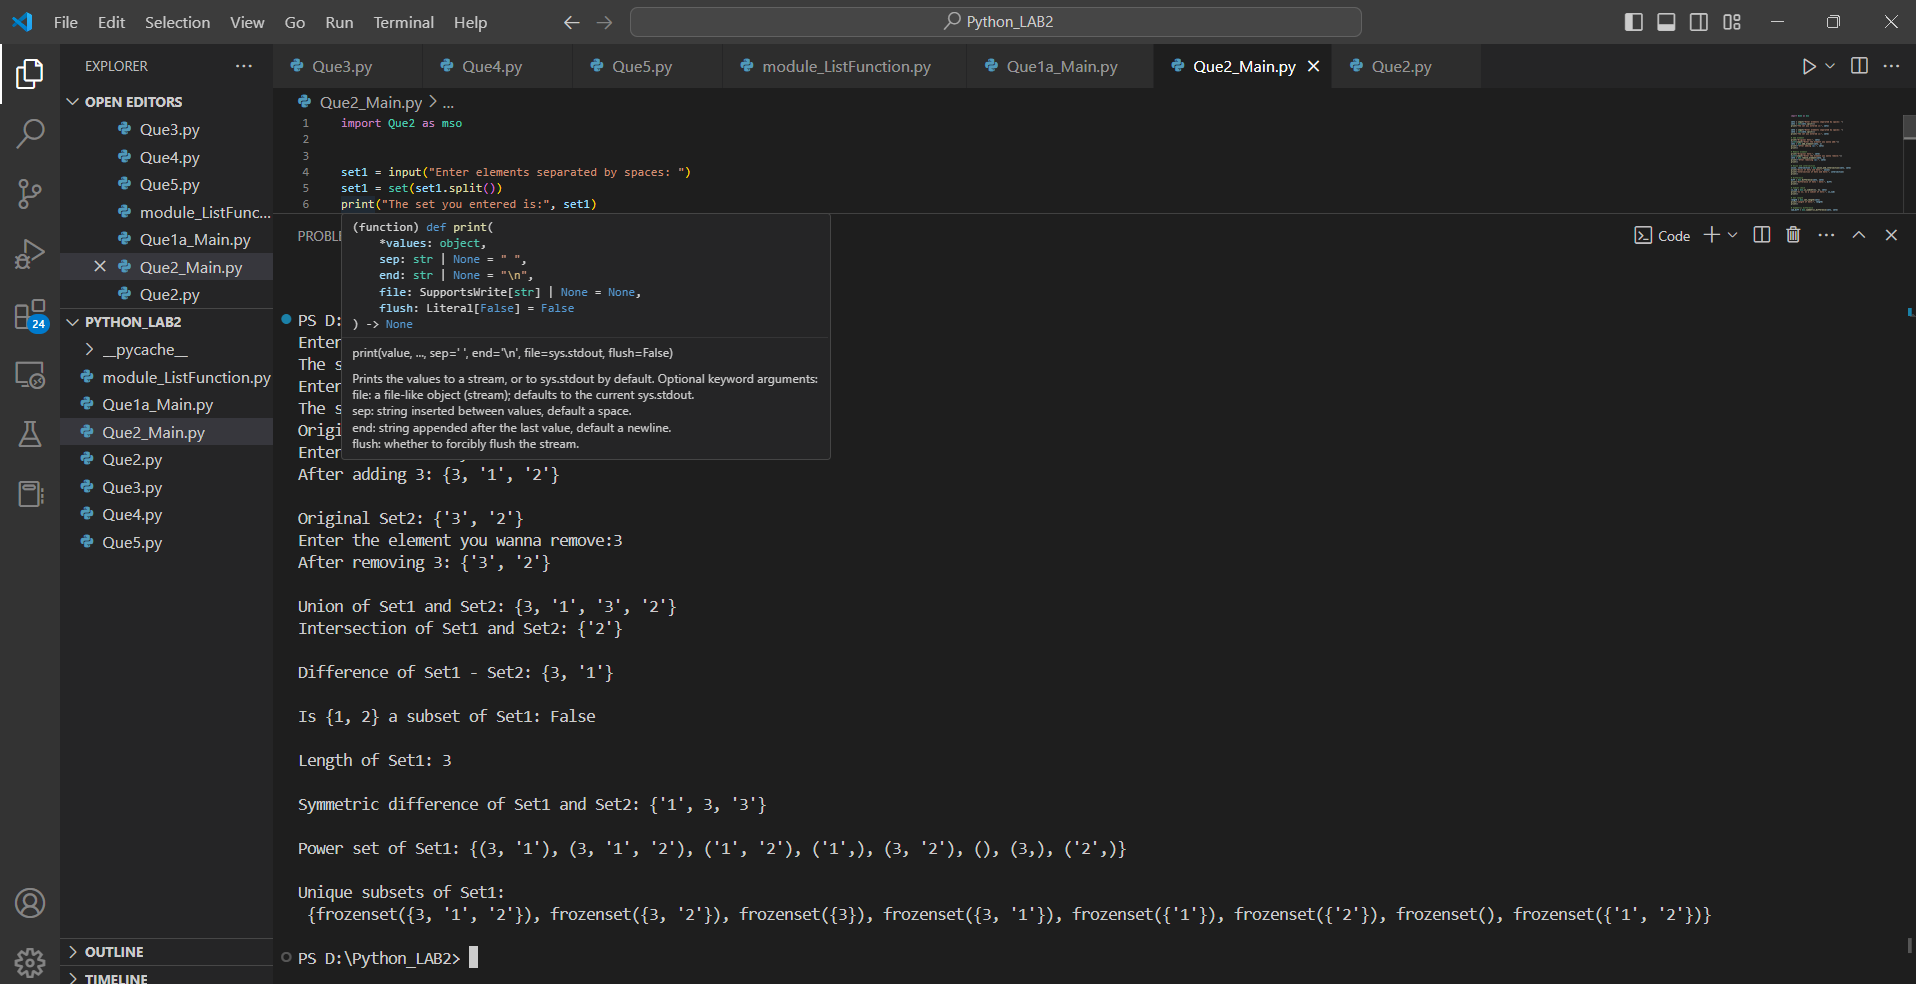 File Edit Selection View Go Run Terminal Help
Python_LAB2
EXPLORER
OPEN EDITORS
Que3.py
Que4.py
Que5.py
module_ListFunc...
Que1a_Main.py
Que2_Main.py
Que2.py
PYTHON_LAB2
__pycache__
module_ListFunction.py
Que1a_Main.py
Que2_Main.py
Que2.py
Que3.py
Que4.py
Que5.py
OUTLINE
TIMELINE
24
Que3.py Que4.py Que5.py module_ListFunction.py Que1a_Main.py Que2_Main.py Que2.py
Que2_Main.py > ...
1 import Que2 as mso
2
3
4 set1 = input("Enter elements separated by spaces: ")
5 set1 = set(set1.split())
6 print("The set you entered is:", set1)
(function) def print(
*values: object,
sep: str | None = " ",
end: str | None = "\n",
file: SupportsWrite[str] | None = None,
flush: Literal[False] = False
) -> None
print(value, ..., sep=' ', end='\n', file=sys.stdout, flush=False)
Prints the values to a stream, or to sys.stdout by default. Optional keyword arguments:
file: a file-like object (stream); defaults to the current sys.stdout.
sep: string inserted between values, default a space.
end: string appended after the last value, default a newline.
flush: whether to forcibly flush the stream.
PROBL
Code
PS D:
Enter
The s
Enter
The s
Origi
Enter
After adding 3: {3, '1', '2'}
Original Set2: {'3', '2'}
Enter the element you wanna remove:3
After removing 3: {'3', '2'}
Union of Set1 and Set2: {3, '1', '3', '2'}
Intersection of Set1 and Set2: {'2'}
Difference of Set1 - Set2: {3, '1'}
Is {1, 2} a subset of Set1: False
Length of Set1: 3
Symmetric difference of Set1 and Set2: {'1', 3, '3'}
Power set of Set1: {(3, '1'), (3, '1', '2'), ('1', '2'), ('1',), (3, '2'), (), (3,), ('2',)}
Unique subsets of Set1:
{frozenset({3, '1', '2'}), frozenset({3, '2'}), frozenset({3}), frozenset({3, '1'}), frozenset({'1'}), frozenset({'2'}), frozenset(), frozenset({'1', '2'})}
PS D:\Python_LAB2>